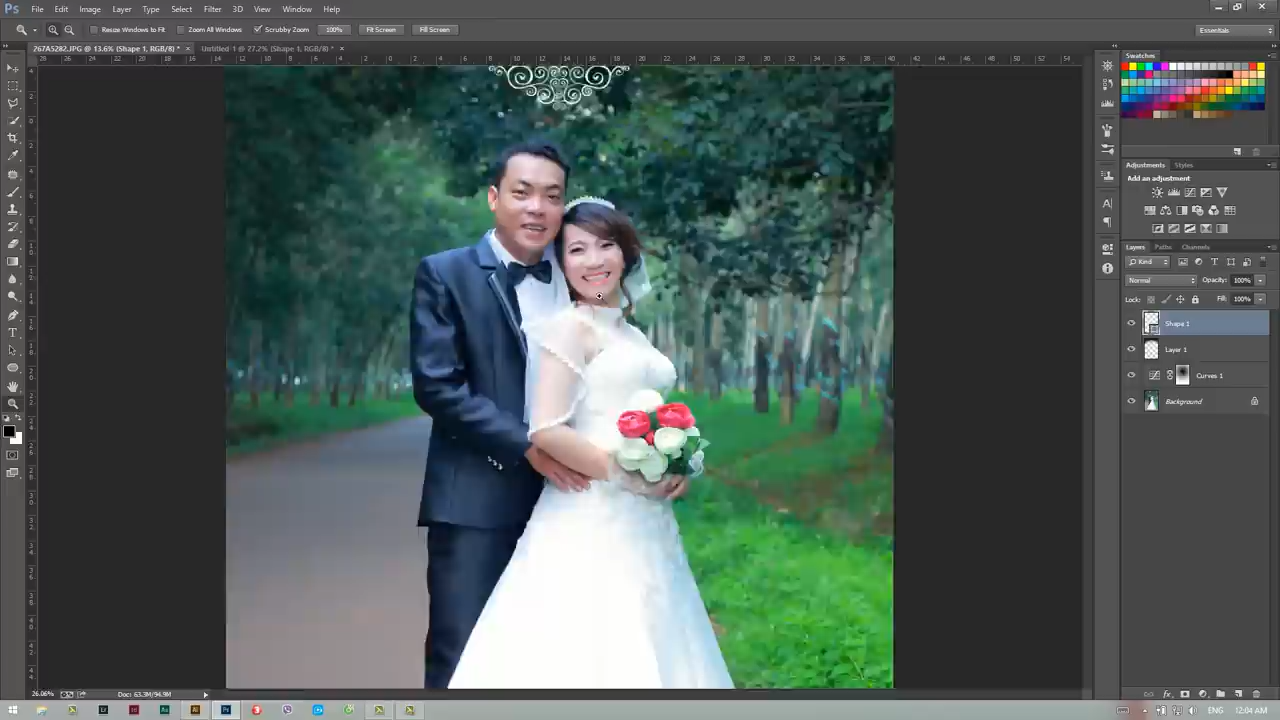 Ps File Edit Image Layer Type Select Filter 3D View Window Help
Resize Windows to Fit Zoom All Windows Scrubby Zoom 100% Fit Screen Fill Screen Essentials
267A5282.JPG @ 13.6% (Shape 1, RGB/8) * × Untitled-1 @ 27.2% (Shape 1, RGB/8) * ×
Swatches
Adjustments Styles
Add an adjustment
Layers Paths Channels
Kind
Normal Opacity: 100%
Lock: Fill: 100%
Shape 1
Layer 1
Curves 1
Background
26.06% Doc: 63.3M/94.9M
ENG 12:04 AM